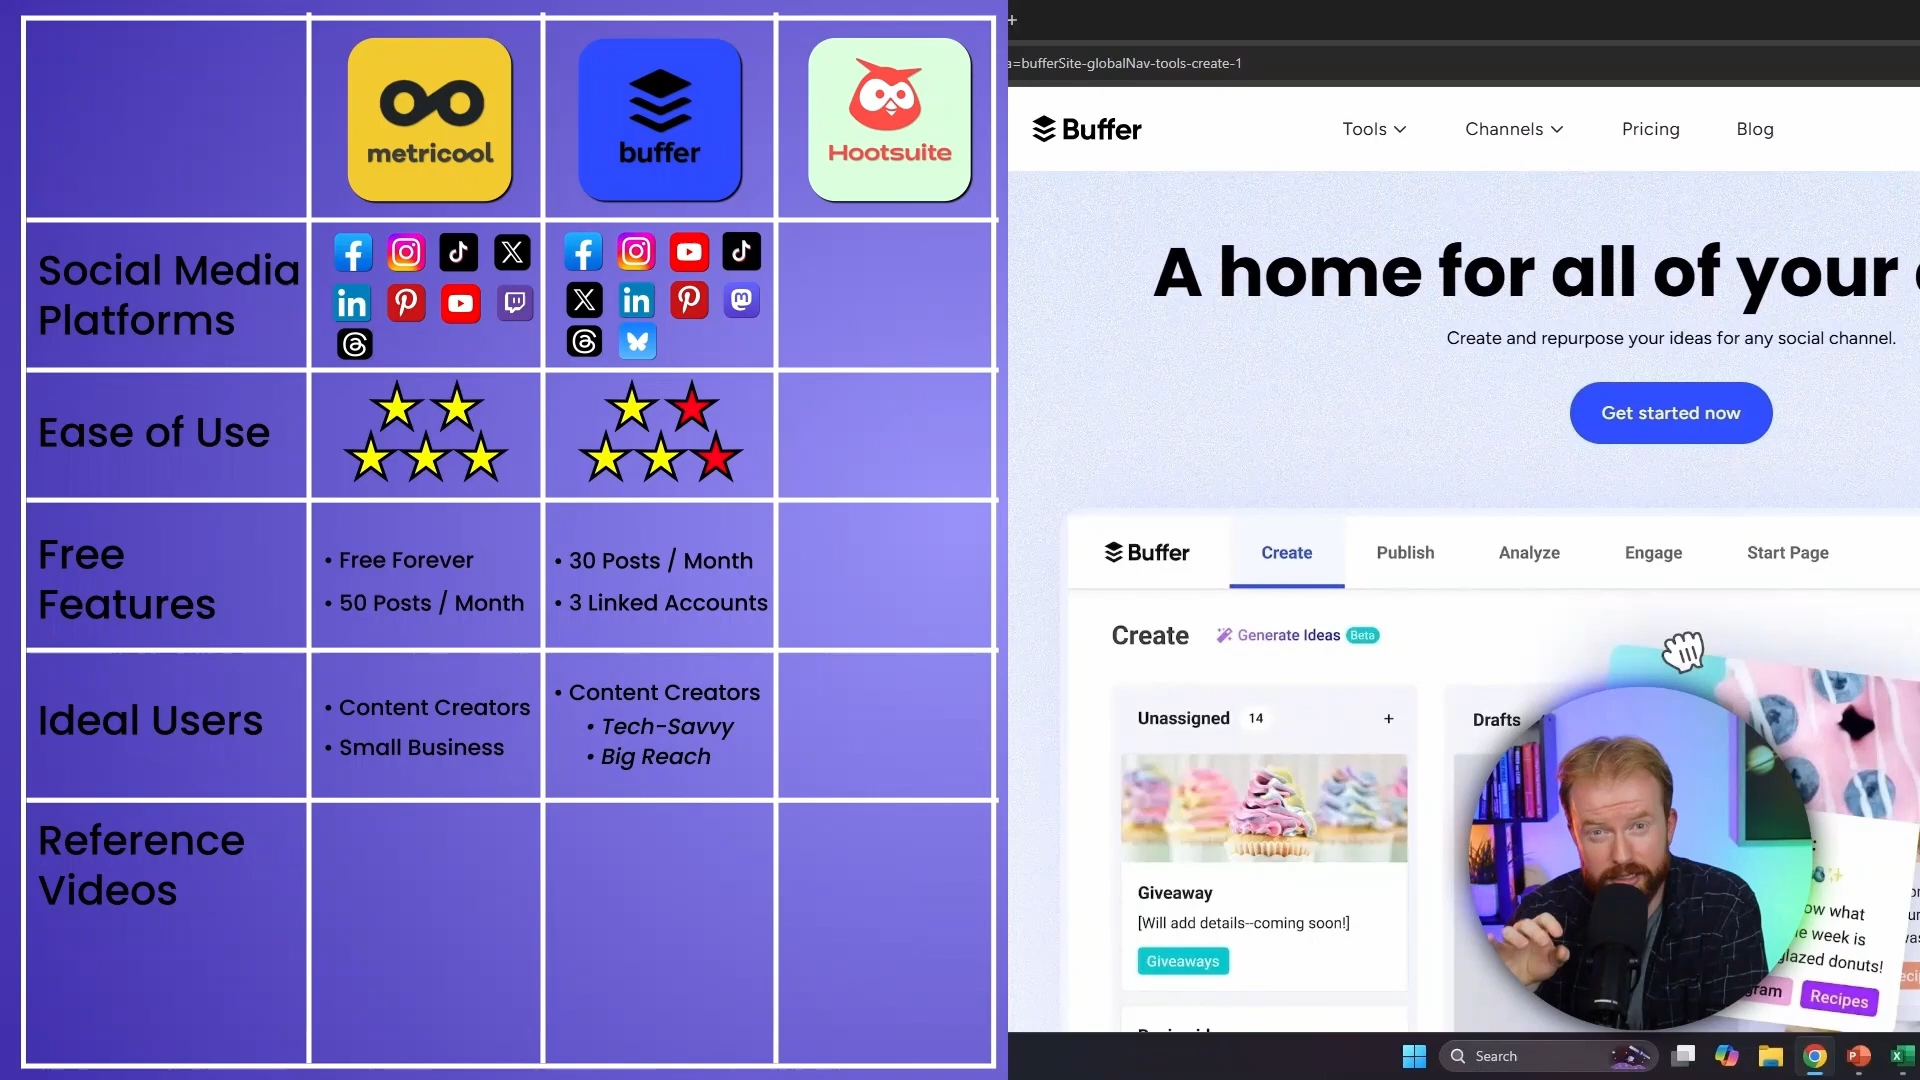 metricool
buffer
Hootsuite
Social Media
Platforms
Ease of Use
Free
Features
• Free Forever
• 50 Posts / Month
• 30 Posts / Month
• 3 Linked Accounts
Ideal Users
• Content Creators
• Small Business
• Content Creators
• Tech-Savvy
• Big Reach
Reference
Videos
a=bufferSite-globalNav-tools-create-1
Buffer
Tools
Channels
Pricing
Blog
A home for all of your
Create and repurpose your ideas for any social channel.
Get started now
Buffer
Create
Publish
Analyze
Engage
Start Page
Create
Generate Ideas
Beta
Unassigned 14 +
Drafts
Giveaway
[Will add details--coming soon!]
Giveaways
ow what
e week is
glazed donuts!
gram
Recipes
Search